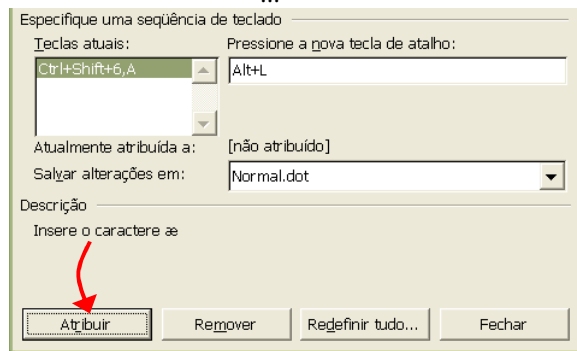 ...
Especifique uma seqüência de teclado
Teclas atuais: Pressione a nova tecla de atalho:
Ctrl+Shift+6,A Alt+L
Atualmente atribuída a: [não atribuído]
Salvar alterações em: Normal.dot
Descrição
Insere o caractere æ
Atribuir Remover Redefinir tudo... Fechar